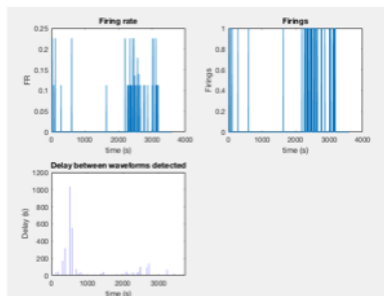 Firing rate
0.25
0.2
0.15
0.1
0.05
0
FR
0 1000 2000 3000 4000
time (s)
Firings
1
0.8
0.6
0.4
0.2
0
Firings
0 1000 2000 3000 4000
time (s)
Delay between waveforms detected
1200
1000
800
600
400
200
0
Delay (s)
0 1000 2000 3000
time (s)